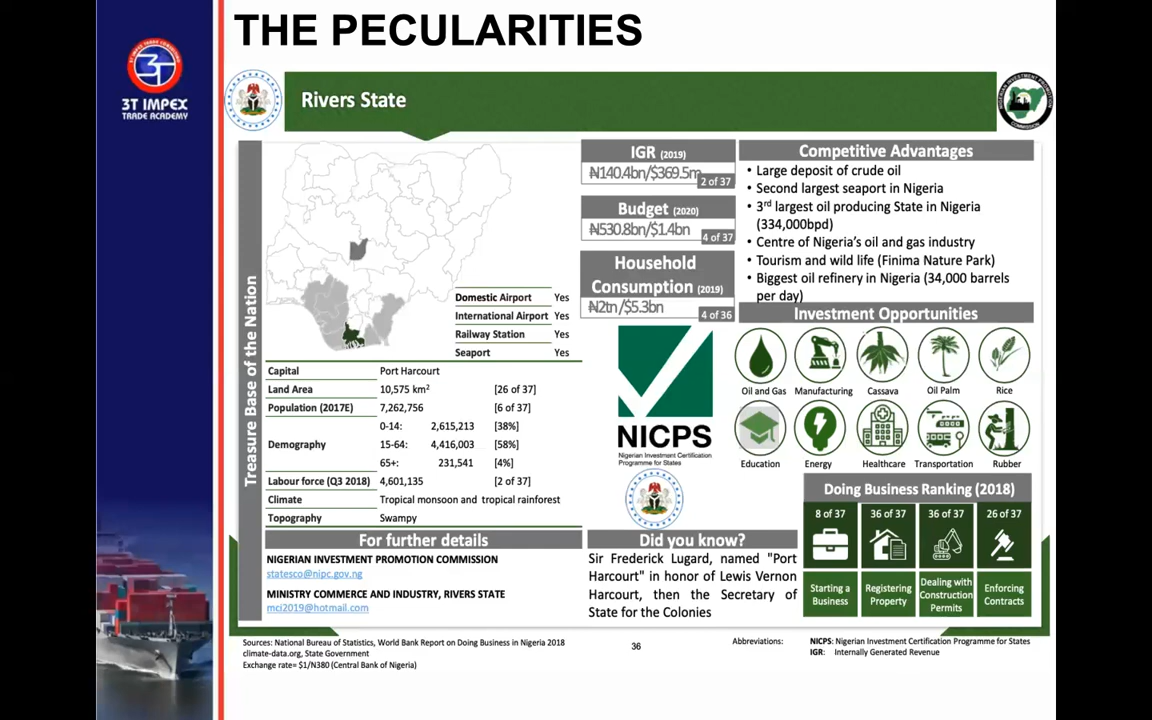 THE PECULARITIES
3T IMPEX
TRADE ACADEMY
Rivers State
Treasure Base of the Nation
Domestic Airport Yes
International Airport Yes
Railway Station Yes
Seaport Yes
Capital Port Harcourt
Land Area 10,575 km² [26 of 37]
Population (2017E) 7,262,756 [6 of 37]
Demography
0-14: 2,615,213 [38%]
15-64: 4,416,003 [58%]
65+: 231,541 [4%]
Labour force (Q3 2018) 4,601,135 [2 of 37]
Climate Tropical monsoon and tropical rainforest
Topography Swampy
For further details
NIGERIAN INVESTMENT PROMOTION COMMISSION
statesco@nipc.gov.ng
MINISTRY COMMERCE AND INDUSTRY, RIVERS STATE
mci2019@hotmail.com
IGR (2019)
₦140.4bn/$369.5m
2 of 37
Budget (2020)
₦530.8bn/$1.4bn
4 of 37
Household
Consumption (2019)
₦2tn/$5.3bn
4 of 36
NICPS
Nigerian Investment Certification
Programme for States
Did you know?
Sir Frederick Lugard, named "Port
Harcourt" in honor of Lewis Vernon
Harcourt, then the Secretary of
State for the Colonies
Competitive Advantages
• Large deposit of crude oil
• Second largest seaport in Nigeria
• 3rd largest oil producing State in Nigeria
(334,000bpd)
• Centre of Nigeria's oil and gas industry
• Tourism and wild life (Finima Nature Park)
• Biggest oil refinery in Nigeria (34,000 barrels
per day)
Investment Opportunities
Oil and Gas Manufacturing Cassava Oil Palm Rice
Education Energy Healthcare Transportation Rubber
Doing Business Ranking (2018)
8 of 37 36 of 37 36 of 37 26 of 37
Starting a
Business
Registering
Property
Dealing with
Construction
Permits
Enforcing
Contracts
Sources: National Bureau of Statistics, World Bank Report on Doing Business in Nigeria 2018
climate-data.org, State Government
Exchange rate= $1/N380 (Central Bank of Nigeria)
36
Abbreviations:
NICPS: Nigerian Investment Certification Programme for States
IGR: Internally Generated Revenue